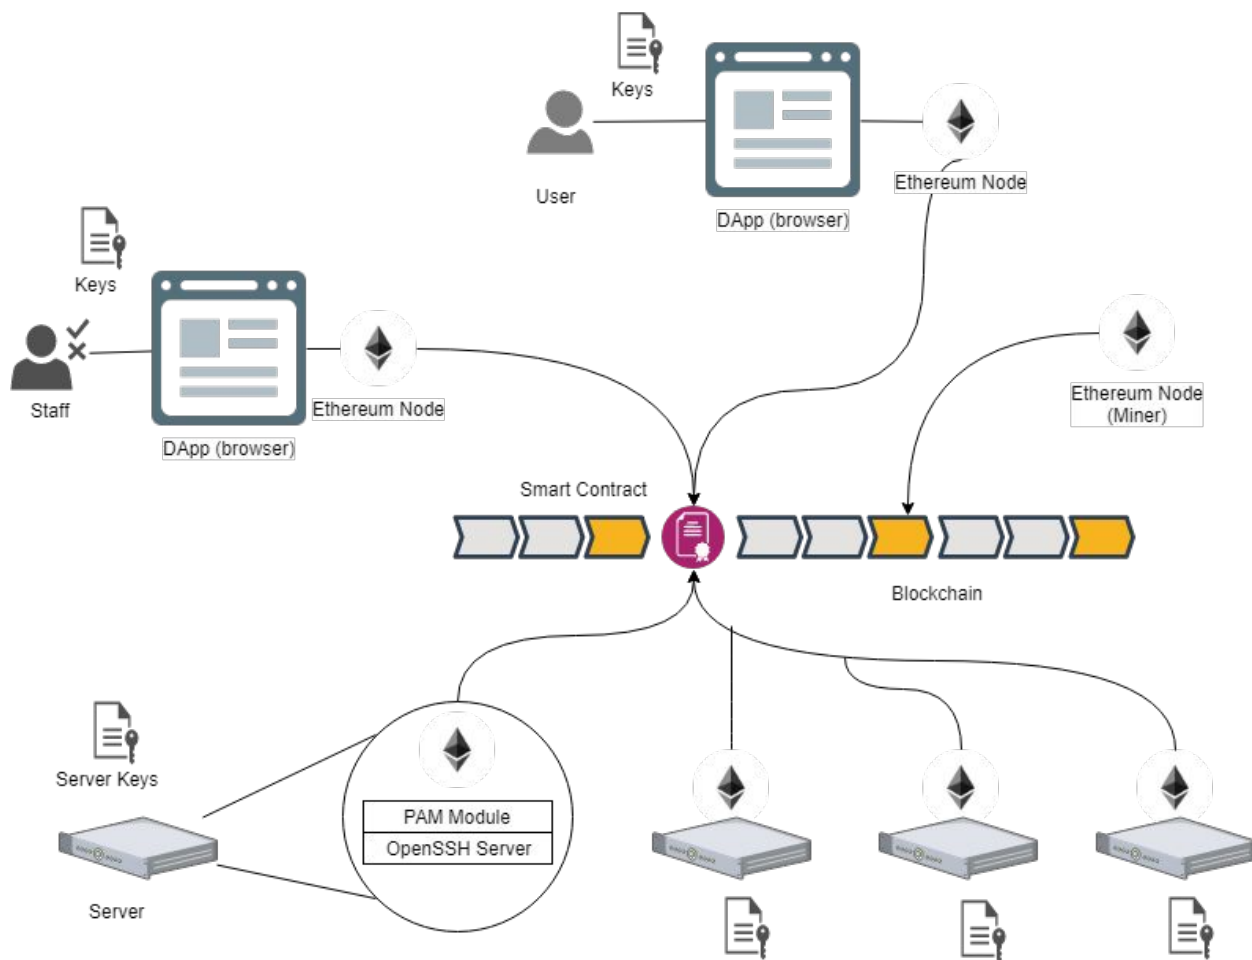 Keys
User
DApp (browser)
Ethereum Node
Keys
Staff
DApp (browser)
Ethereum Node
Ethereum Node
(Miner)
Smart Contract
Blockchain
Server Keys
PAM Module
OpenSSH Server
Server